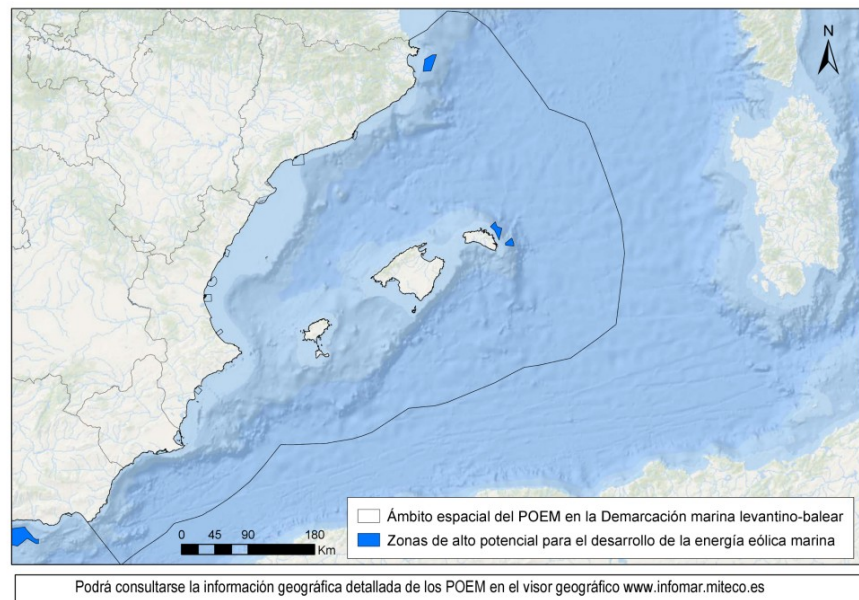 N
Ámbito espacial del POEM en la Demarcación marina levantino-balear
Zonas de alto potencial para el desarrollo de la energía eólica marina
0 45 90 180
Km
Podrá consultarse la información geográfica detallada de los POEM en el visor geográfico www.infomar.miteco.es